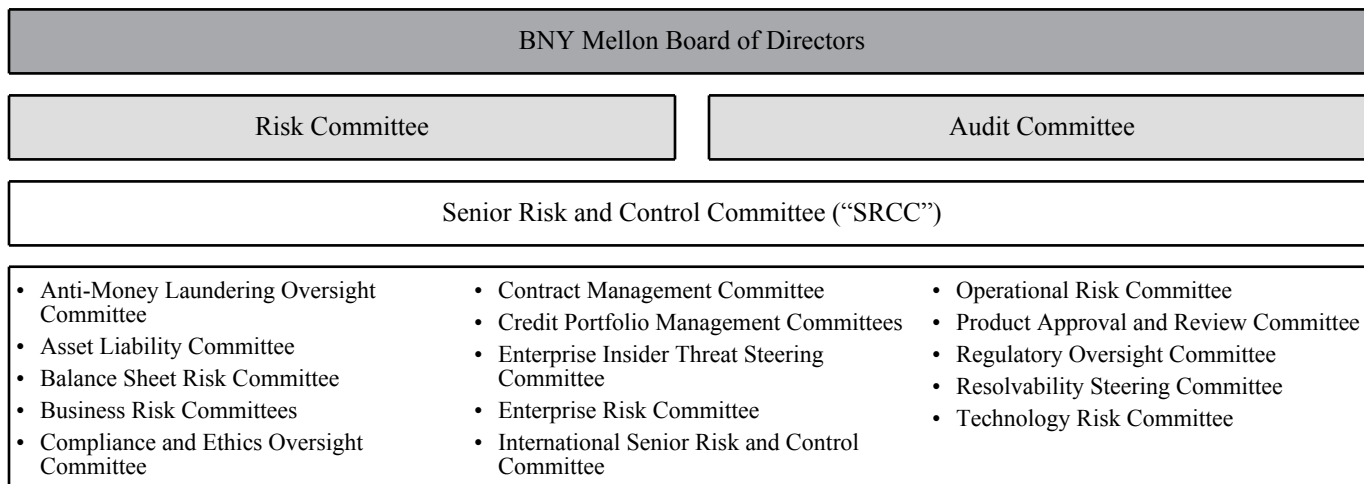 BNY Mellon Board of Directors
Risk Committee
Audit Committee
Senior Risk and Control Committee (“SRCC”)
• Anti-Money Laundering Oversight
Committee
• Asset Liability Committee
• Balance Sheet Risk Committee
• Business Risk Committees
• Compliance and Ethics Oversight
Committee
• Contract Management Committee
• Credit Portfolio Management Committees
• Enterprise Insider Threat Steering
Committee
• Enterprise Risk Committee
• International Senior Risk and Control
Committee
• Operational Risk Committee
• Product Approval and Review Committee
• Regulatory Oversight Committee
• Resolvability Steering Committee
• Technology Risk Committee